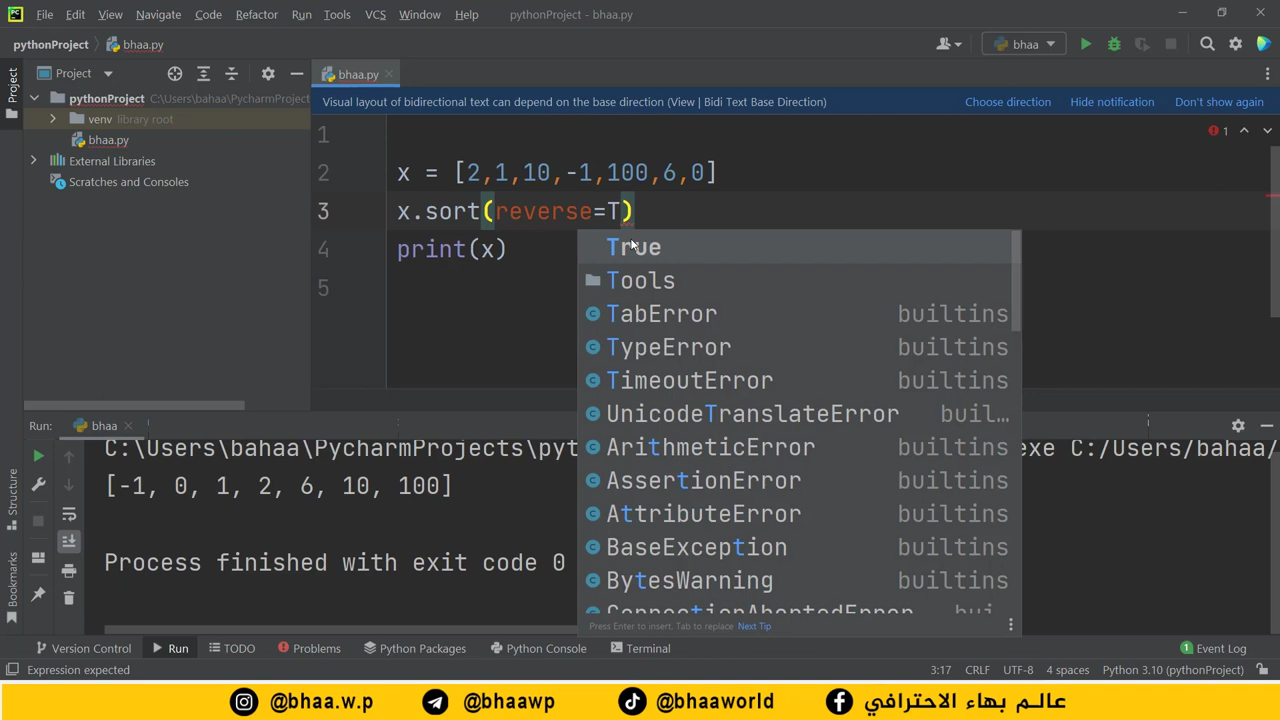 File Edit View Navigate Code Refactor Run Tools VCS Window Help pythonProject - bhaa.py
pythonProject bhaa.py bhaa
Project
Project
bhaa.py
pythonProject C:\Users\bahaa\PycharmProject
venv library root
bhaa.py
External Libraries
Scratches and Consoles
Visual layout of bidirectional text can depend on the base direction (View | Bidi Text Base Direction) Choose direction Hide notification Don't show again
1
1
2 x = [2,1,10,-1,100,6,0]
3 x.sort(reverse=T)
4 print(x)
5
True
Tools
TabError builtins
TypeError builtins
TimeoutError builtins
UnicodeTranslateError buil...
ArithmeticError builtins
AssertionError builtins
AttributeError builtins
BaseException builtins
BytesWarning builtins
ConnectionAbortedError bui...
Press Enter to insert, Tab to replace Next Tip
Run: bhaa
C:\Users\bahaa\PycharmProjects\pyt exe C:/Users/bahaa/
[-1, 0, 1, 2, 6, 10, 100]
Process finished with exit code 0
Structure
Bookmarks
Version Control Run TODO Problems Python Packages Python Console Terminal 1 Event Log
Expression expected 3:17 CRLF UTF-8 4 spaces Python 3.10 (pythonProject)
@bhaa.w.p @bhaawp @bhaaworld عالم بهاء الاحترافي